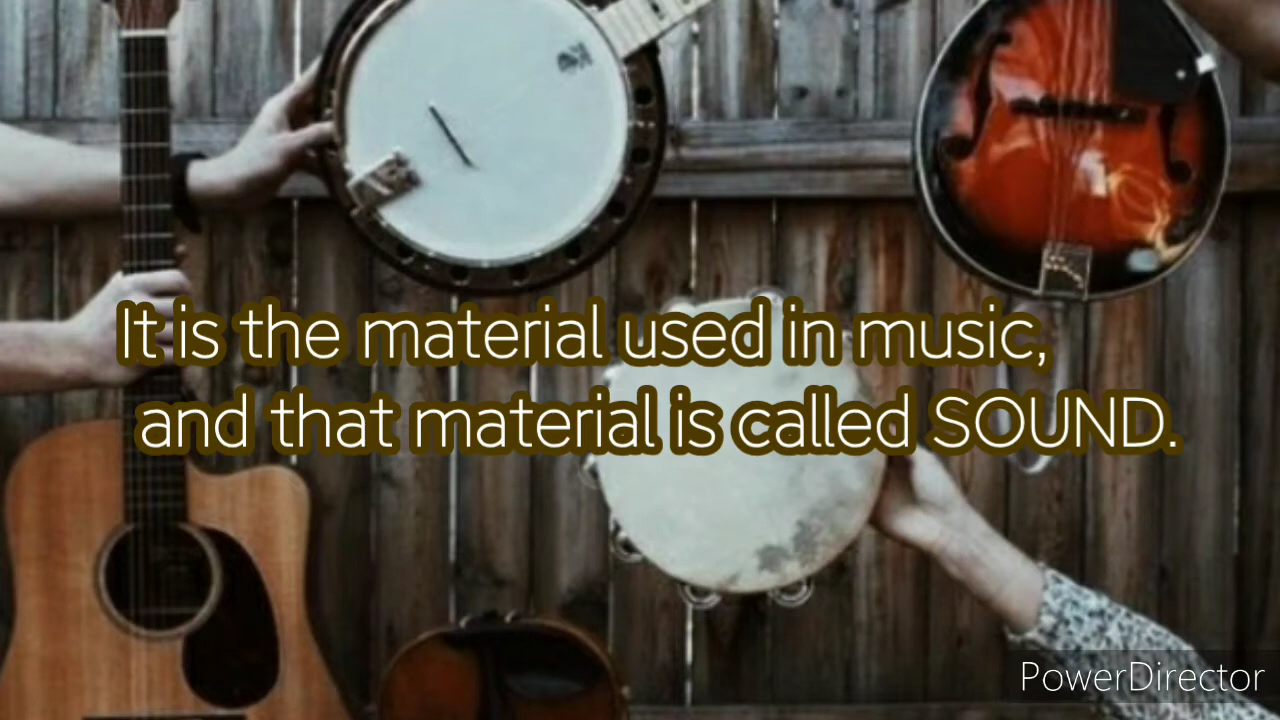 It is the material used in music,
and that material is called SOUND.
PowerDirector